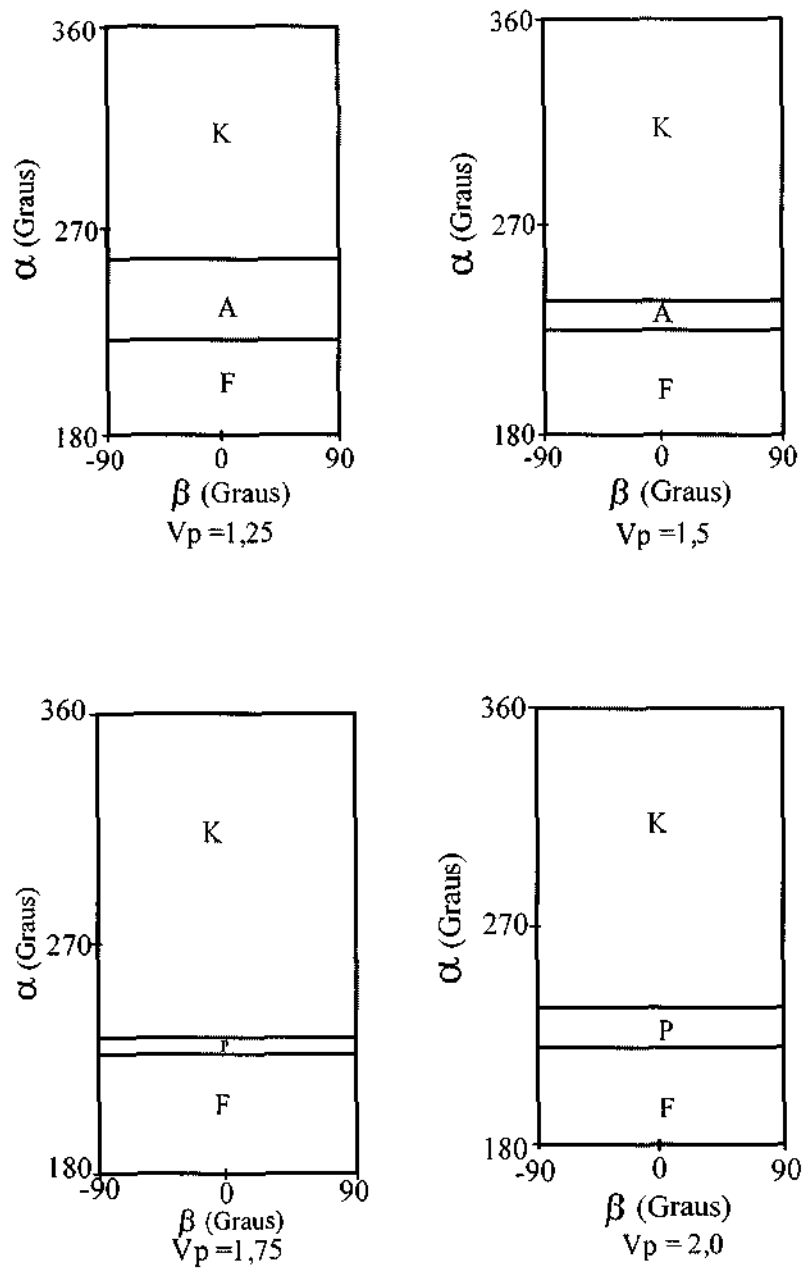 360
K
α (Graus)
270
A
F
180
-90 0 90
β (Graus)
Vp =1,25
360
K
α (Graus)
270
A
F
180
-90 0 90
β (Graus)
Vp =1,5
360
K
α (Graus)
270
P
F
180
-90 0 90
β (Graus)
Vp =1,75
360
K
α (Graus)
270
P
F
180
-90 0 90
β (Graus)
Vp = 2,0